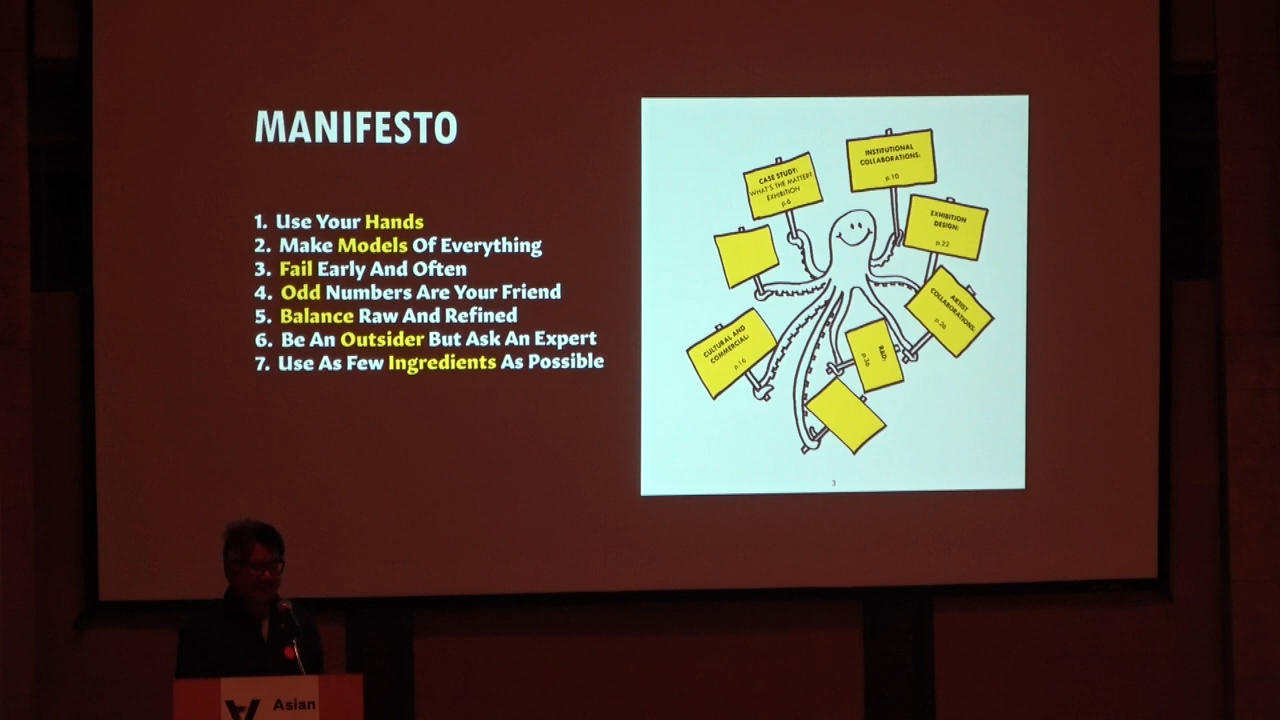 MANIFESTO
1. Use Your Hands
2. Make Models Of Everything
3. Fail Early And Often
4. Odd Numbers Are Your Friend
5. Balance Raw And Refined
6. Be An Outsider But Ask An Expert
7. Use As Few Ingredients As Possible
CASE STUDY:
WHAT'S THE MATTER?
EXHIBITION
p.6
INSTITUTIONAL
COLLABORATIONS:
p.10
EXHIBITION
DESIGN:
p.22
ARTIST
COLLABORATIONS:
p.26
CULTURAL AND
COMMERCIAL:
p.16
R&D:
p.36
3
Asian